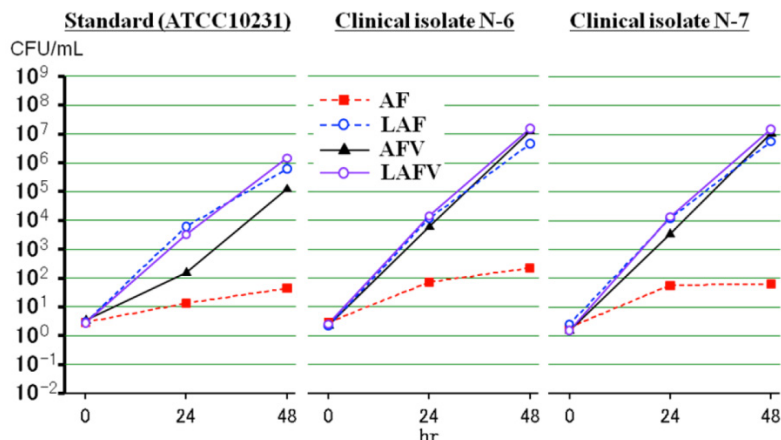 Standard (ATCC10231) Clinical isolate N-6 Clinical isolate N-7
CFU/mL
10⁹
10⁸
10⁷
10⁶
10⁵
10⁴
10³
10²
10¹
10⁰
10⁻¹
10⁻²
AF
LAF
AFV
LAFV
0 24 48 0 24 48 0 24 48
hr